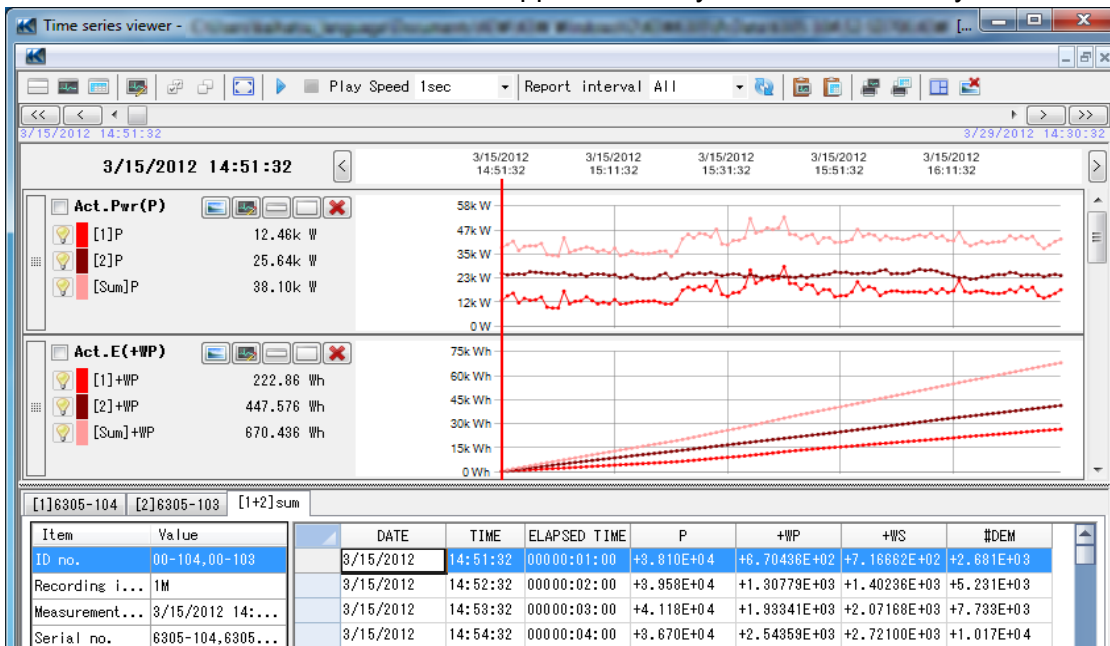 Time series viewer - [...
Play Speed 1sec Report interval All
<< < > >>
3/15/2012 14:51:32 3/29/2012 14:30:32
3/15/2012 14:51:32 < 3/15/2012 14:51:32 3/15/2012 15:11:32 3/15/2012 15:31:32 3/15/2012 15:51:32 3/15/2012 16:11:32 >
Act.Pwr(P)
[1]P 12.46k W
[2]P 25.64k W
[Sum]P 38.10k W
58k W
47k W
35k W
23k W
12k W
0 W
Act.E(+WP)
[1]+WP 222.86 Wh
[2]+WP 447.576 Wh
[Sum]+WP 670.436 Wh
75k Wh
60k Wh
45k Wh
30k Wh
15k Wh
0 Wh
[1]6305-104 [2]6305-103 [1+2]sum
Item Value
ID no. 00-104,00-103
Recording i... 1M
Measurement... 3/15/2012 14:...
Serial no. 6305-104,6305...
DATE TIME ELAPSED TIME P +WP +WS #DEM
3/15/2012 14:51:32 00000:01:00 +3.810E+04 +6.70436E+02 +7.16662E+02 +2.681E+03
3/15/2012 14:52:32 00000:02:00 +3.958E+04 +1.30779E+03 +1.40236E+03 +5.231E+03
3/15/2012 14:53:32 00000:03:00 +4.118E+04 +1.93341E+03 +2.07168E+03 +7.733E+03
3/15/2012 14:54:32 00000:04:00 +3.670E+04 +2.54359E+03 +2.72100E+03 +1.017E+04